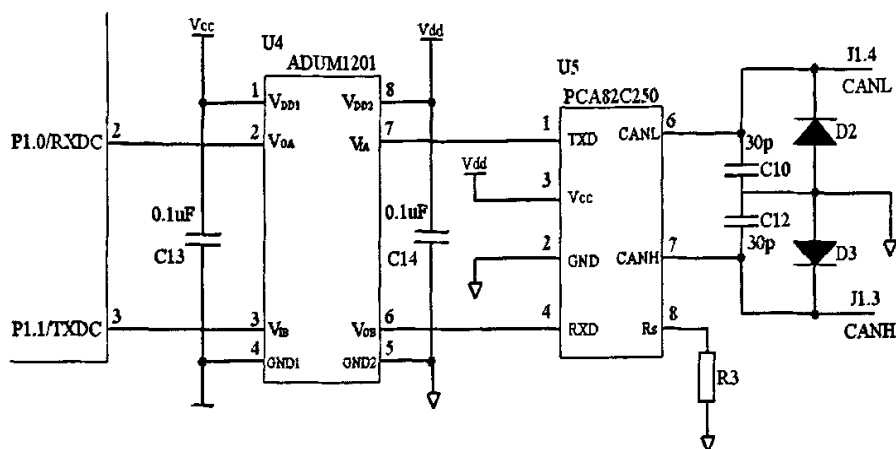 Vcc
U4
ADUM1201
Vdd
1 VDD1 VDD2 8
P1.0/RXDC 2 2 VOA VIA 7
0.1uF
C13
0.1uF
C14
P1.1/TXDC 3 3 VIB VOB 6
4 GND1 GND2 5
U5
PCA82C250
1 TXD CANL 6
Vdd
3 Vcc
2 GND CANH 7
4 RXD Rs 8
R3
30p
C10
C12
30p
D2
D3
J1.4
CANL
J1.3
CANH